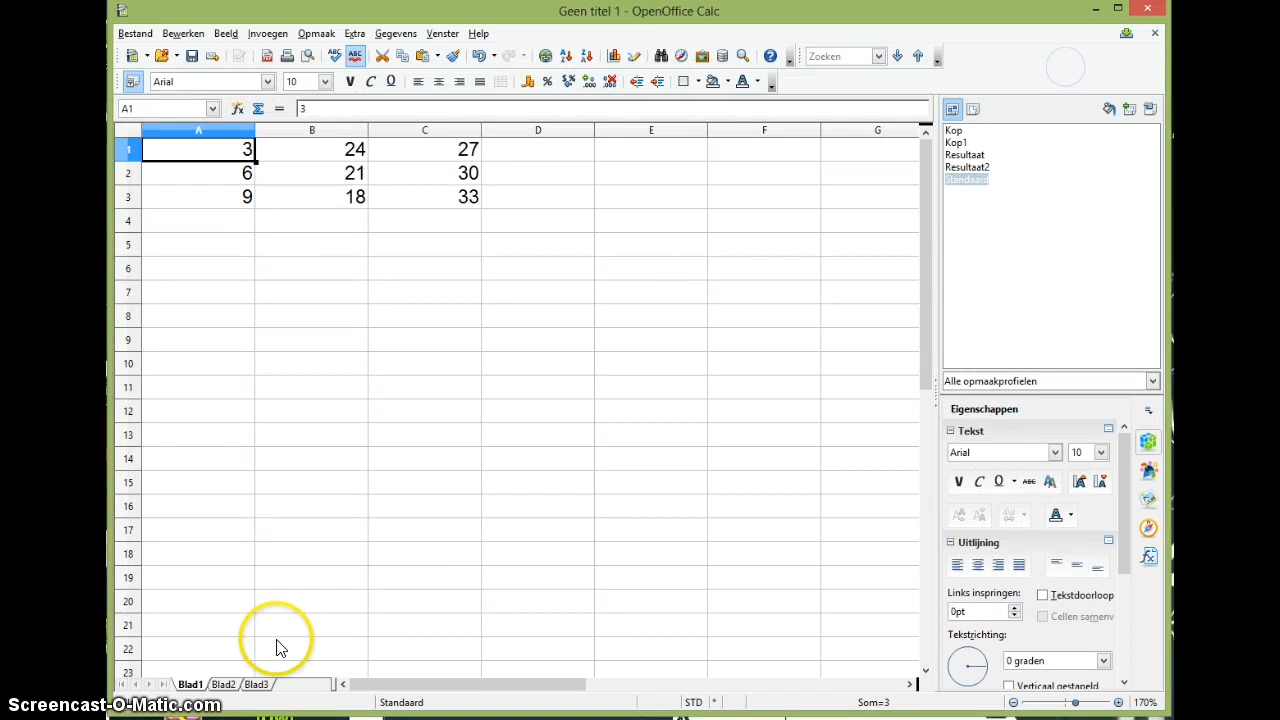 Geen titel 1 - OpenOffice Calc
Bestand Bewerken Beeld Invoegen Opmaak Extra Gegevens Venster Help
Zoeken
Arial 10
A1 3
A B C D E F G
1 3 24 27
2 6 21 30
3 9 18 33
4
5
6
7
8
9
10
11
12
13
14
15
16
17
18
19
20
21
22
23
Kop
Kop1
Resultaat
Resultaat2
Standaard
Alle opmaakprofielen
Eigenschappen
Tekst
Arial 10
V C O ABC
Uitlijning
Links inspringen: Tekstdoorloop
0pt Cellen samenv
Tekstrichting:
0 graden
Verticaal gestapeld
Blad1 Blad2 Blad3
Standaard STD * Som=3 170%
Screencast-O-Matic.com